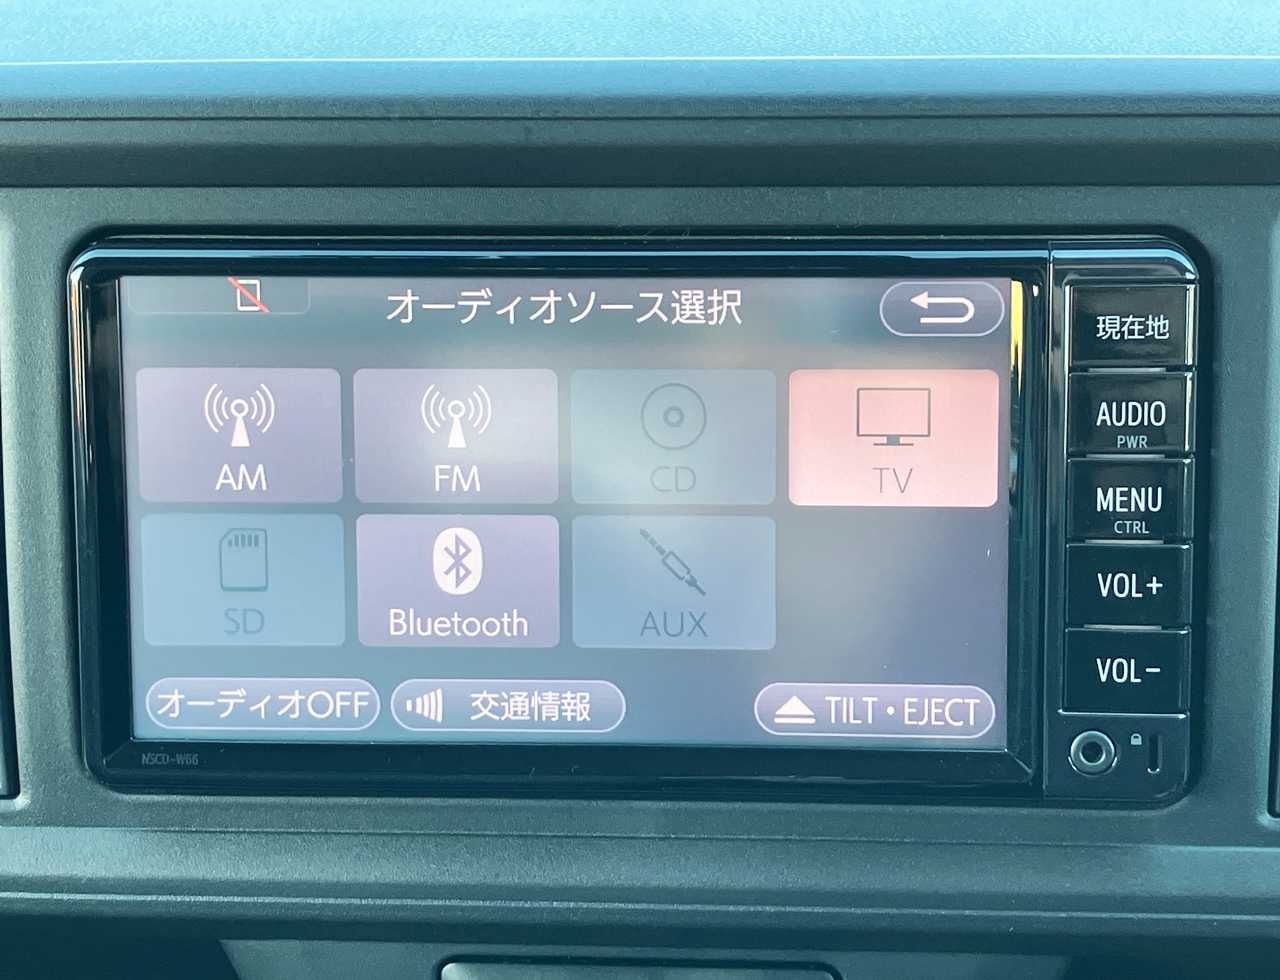 オーディオソース選択
AM
FM
CD
TV
SD
Bluetooth
AUX
オーディオOFF
交通情報
TILT・EJECT
NSCD-W66
現在地
AUDIO
PWR
MENU
CTRL
VOL+
VOL-